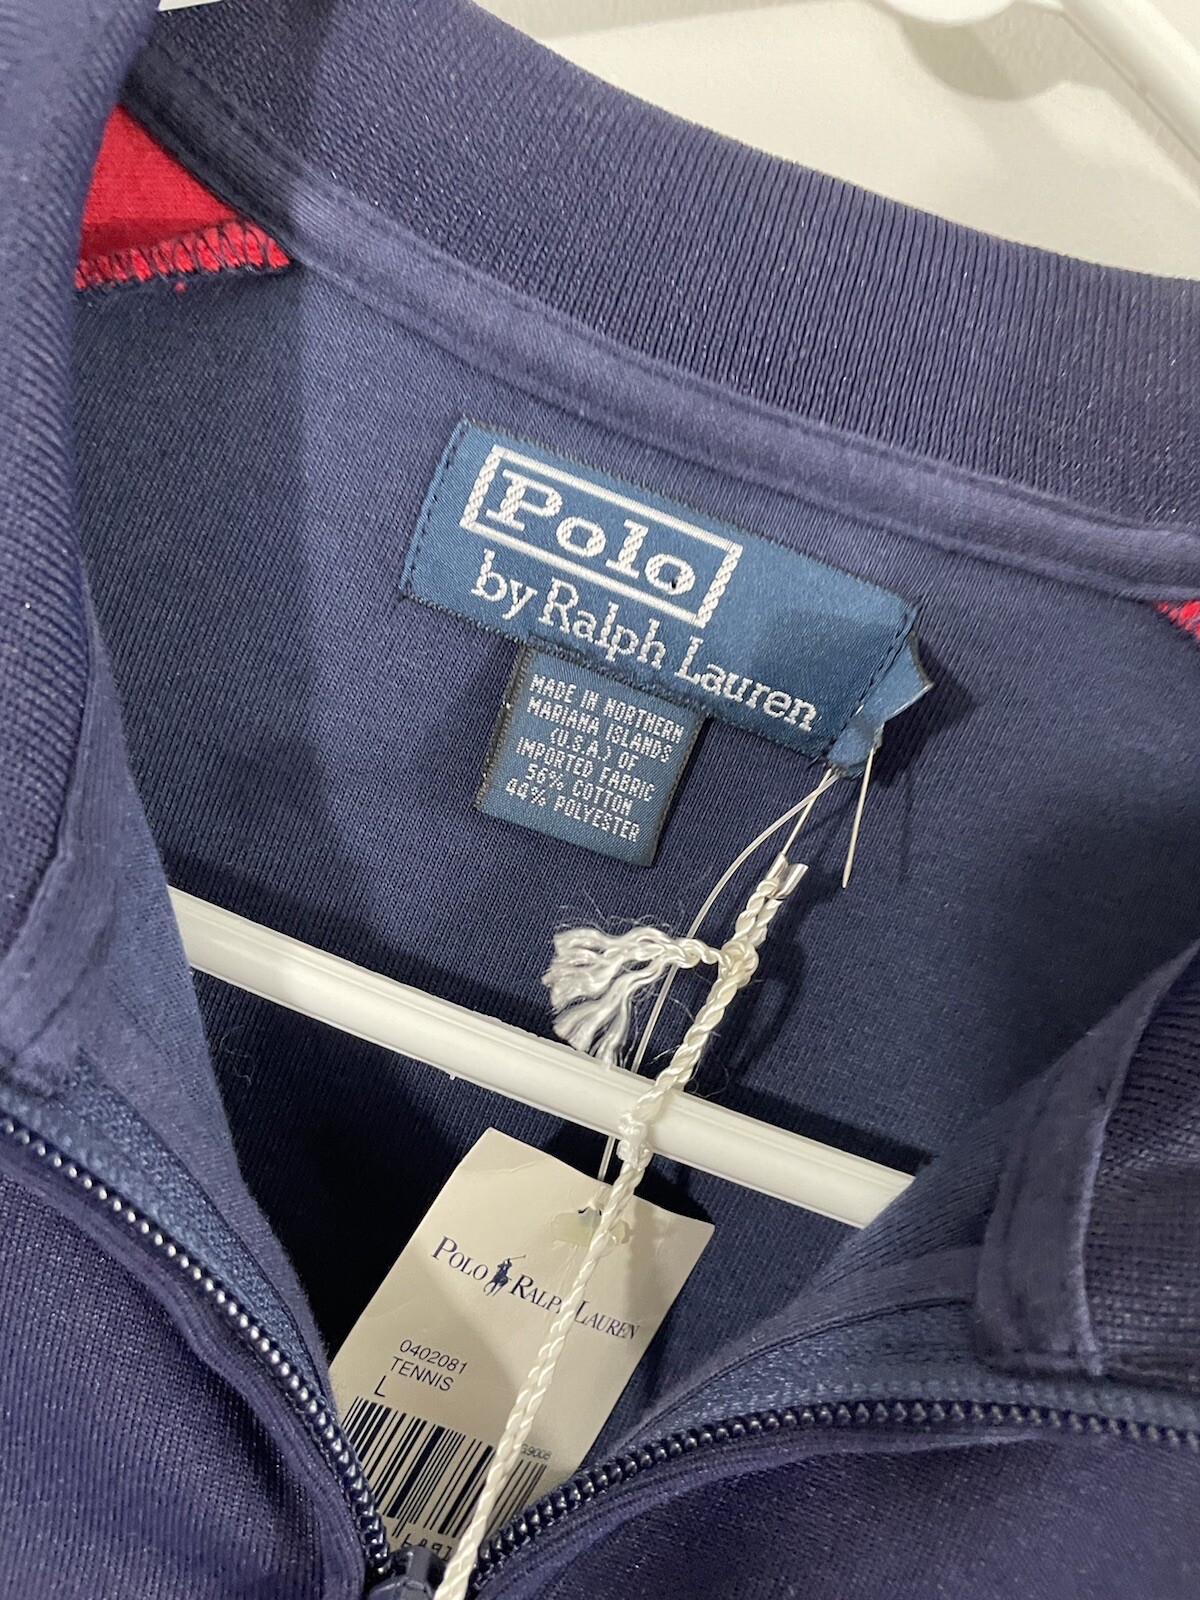 Polo
by Ralph Lauren
MADE IN NORTHERN
MARIANA ISLANDS
(U.S.A.) OF
IMPORTED FABRIC
56% COTTON
44% POLYESTER
POLO RALPH LAUREN
0402081
TENNIS
L